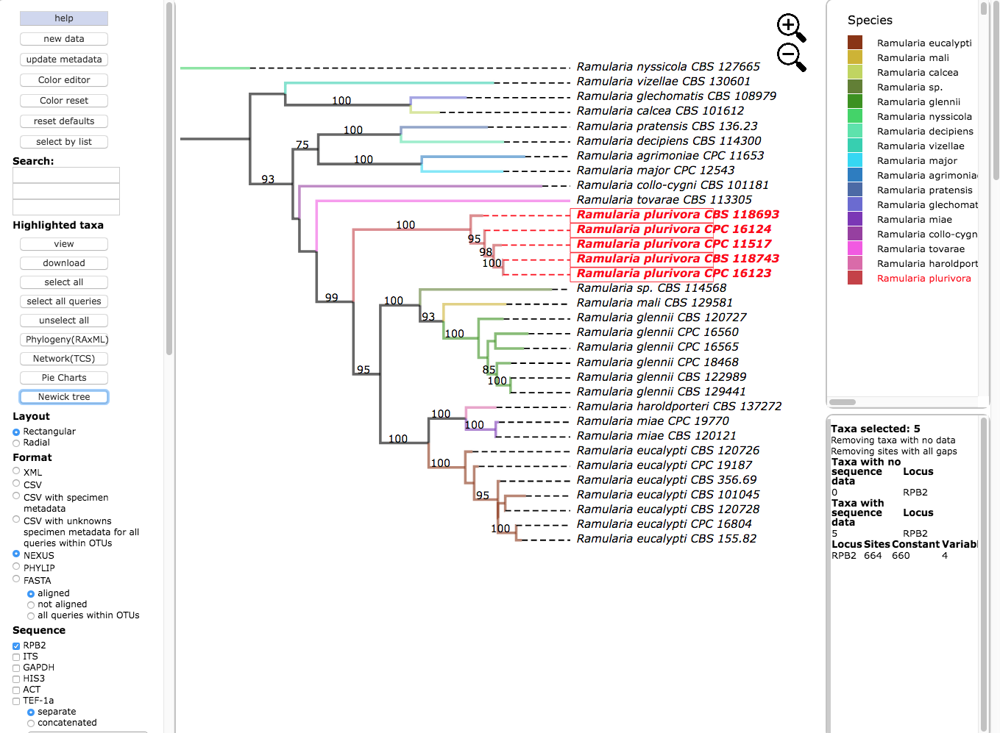 help
new data
update metadata
Color editor
Color reset
reset defaults
select by list
Search:
Highlighted taxa
view
download
select all
select all queries
unselect all
Phylogeny(RAxML)
Network(TCS)
Pie Charts
Newick tree
Layout
Rectangular
Radial
Format
XML
CSV
CSV with specimen
metadata
CSV with unknowns
specimen metadata for all
queries within OTUs
NEXUS
PHYLIP
FASTA
aligned
not aligned
all queries within OTUs
Sequence
RPB2
ITS
GAPDH
HIS3
ACT
TEF-1a
separate
concatenated
Ramularia nyssicola CBS 127665
Ramularia vizellae CBS 130601
100
Ramularia glechomatis CBS 108979
Ramularia calcea CBS 101612
100
Ramularia pratensis CBS 136.23
75
Ramularia decipiens CBS 114300
100
Ramularia agrimoniae CPC 11653
Ramularia major CPC 12543
93
Ramularia collo-cygni CBS 101181
Ramularia tovarae CBS 113305
Ramularia plurivora CBS 118693
100
Ramularia plurivora CPC 16124
95
Ramularia plurivora CPC 11517
98
Ramularia plurivora CBS 118743
100
Ramularia plurivora CPC 16123
Ramularia sp. CBS 114568
99
100
Ramularia mali CBS 129581
93
Ramularia glennii CBS 120727
100
Ramularia glennii CPC 16560
Ramularia glennii CPC 16565
Ramularia glennii CPC 18468
95
85
Ramularia glennii CBS 122989
100
Ramularia glennii CBS 129441
Ramularia haroldporteri CBS 137272
100
Ramularia miae CPC 19770
100
Ramularia miae CBS 120121
100
Ramularia eucalypti CBS 120726
100
Ramularia eucalypti CPC 19187
Ramularia eucalypti CBS 356.69
95
Ramularia eucalypti CBS 101045
Ramularia eucalypti CBS 120728
100
Ramularia eucalypti CPC 16804
Ramularia eucalypti CBS 155.82
Species
Ramularia eucalypti
Ramularia mali
Ramularia calcea
Ramularia sp.
Ramularia glennii
Ramularia nyssicola
Ramularia decipiens
Ramularia vizellae
Ramularia major
Ramularia agrimonia
Ramularia pratensis
Ramularia glechomat
Ramularia miae
Ramularia collo-cygn
Ramularia tovarae
Ramularia haroldport
Ramularia plurivora
Taxa selected: 5
Removing taxa with no data
Removing sites with all gaps
Taxa with no
sequence Locus
data
0 RPB2
Taxa with
sequence Locus
data
5 RPB2
Locus Sites Constant Variabl
RPB2 664 660 4